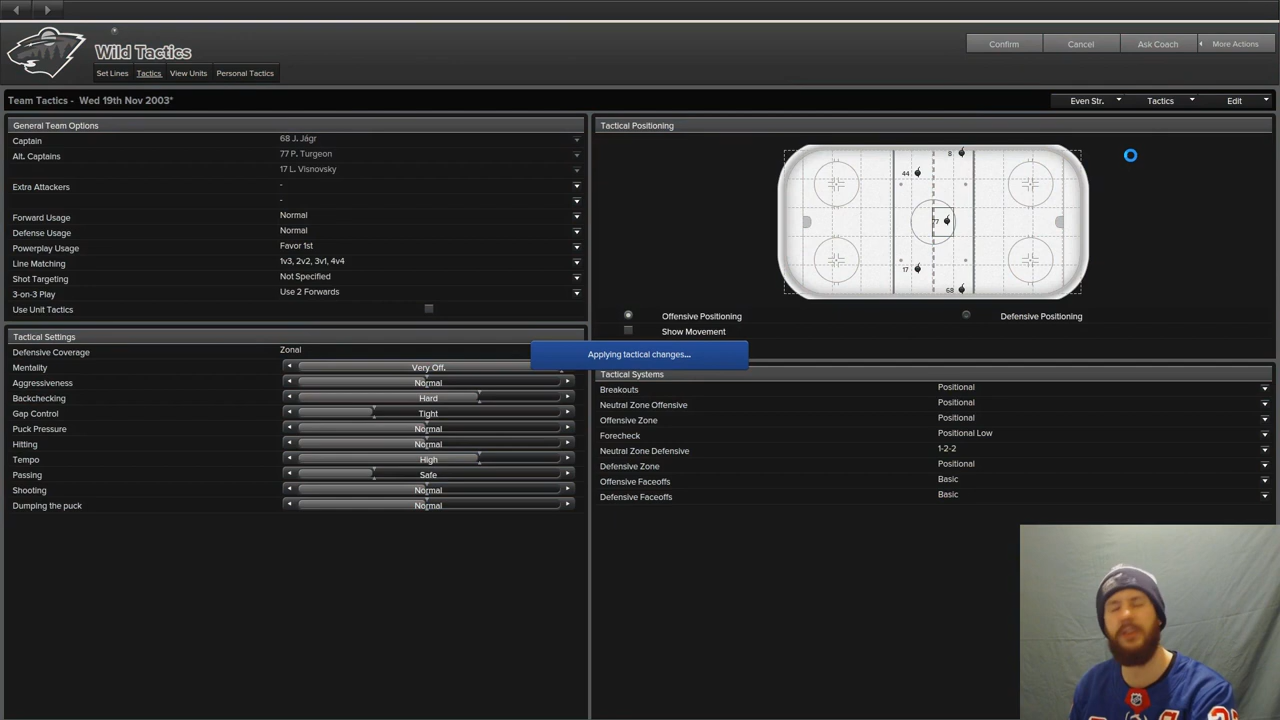 Wild Tactics
Confirm Cancel Ask Coach More Actions
Set Lines Tactics View Units Personal Tactics
Team Tactics - Wed 19th Nov 2003*
Even Str. Tactics Edit
General Team Options
Captain 68 J. Jágr
Alt. Captains 77 P. Turgeon
17 L. Visnovsky
Extra Attackers -
-
Forward Usage Normal
Defense Usage Normal
Powerplay Usage Favor 1st
Line Matching 1v3, 2v2, 3v1, 4v4
Shot Targeting Not Specified
3-on-3 Play Use 2 Forwards
Use Unit Tactics
Tactical Positioning
8
44
7
17
68
Offensive Positioning Defensive Positioning
Show Movement
Applying tactical changes...
Tactical Settings
Defensive Coverage Zonal
Mentality Very Off.
Aggressiveness Normal
Backchecking Hard
Gap Control Tight
Puck Pressure Normal
Hitting Normal
Tempo High
Passing Safe
Shooting Normal
Dumping the puck Normal
Tactical Systems
Breakouts Positional
Neutral Zone Offensive Positional
Offensive Zone Positional
Forecheck Positional Low
Neutral Zone Defensive 1-2-2
Defensive Zone Positional
Offensive Faceoffs Basic
Defensive Faceoffs Basic